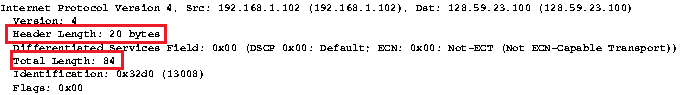 Internet Protocol Version 4, Src: 192.168.1.102 (192.168.1.102), Dst: 128.59.23.100 (128.59.23.100)
Version: 4
Header Length: 20 bytes
Differentiated Services Field: 0x00 (DSCP 0x00: Default; ECN: 0x00: Not-ECT (Not ECN-Capable Transport))
Total Length: 84
Identification: 0x32d0 (13008)
Flags: 0x00